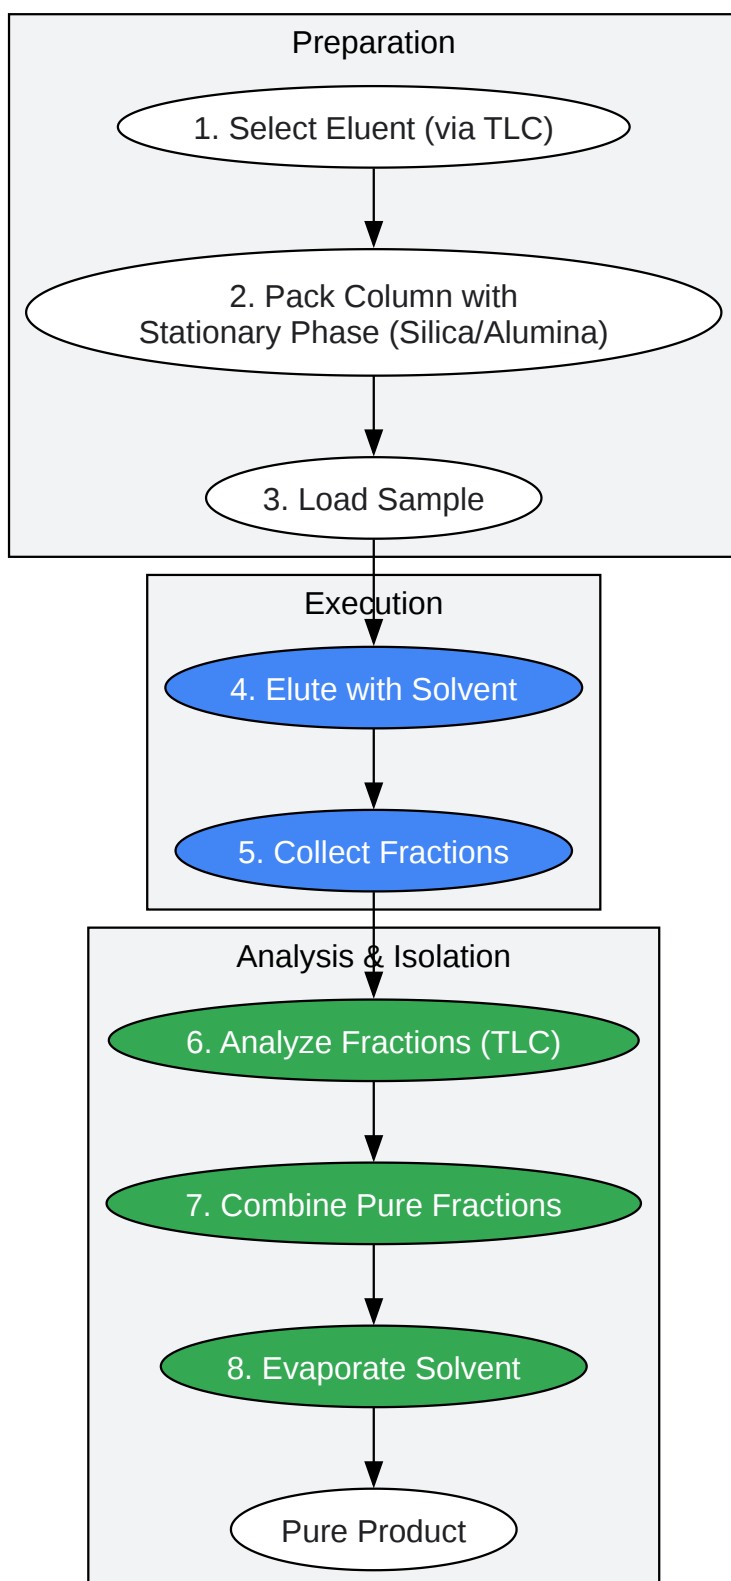 Preparation
1. Select Eluent (via TLC)
2. Pack Column with
Stationary Phase (Silica/Alumina)
3. Load Sample
Execution
4. Elute with Solvent
5. Collect Fractions
Analysis & Isolation
6. Analyze Fractions (TLC)
7. Combine Pure Fractions
8. Evaporate Solvent
Pure Product